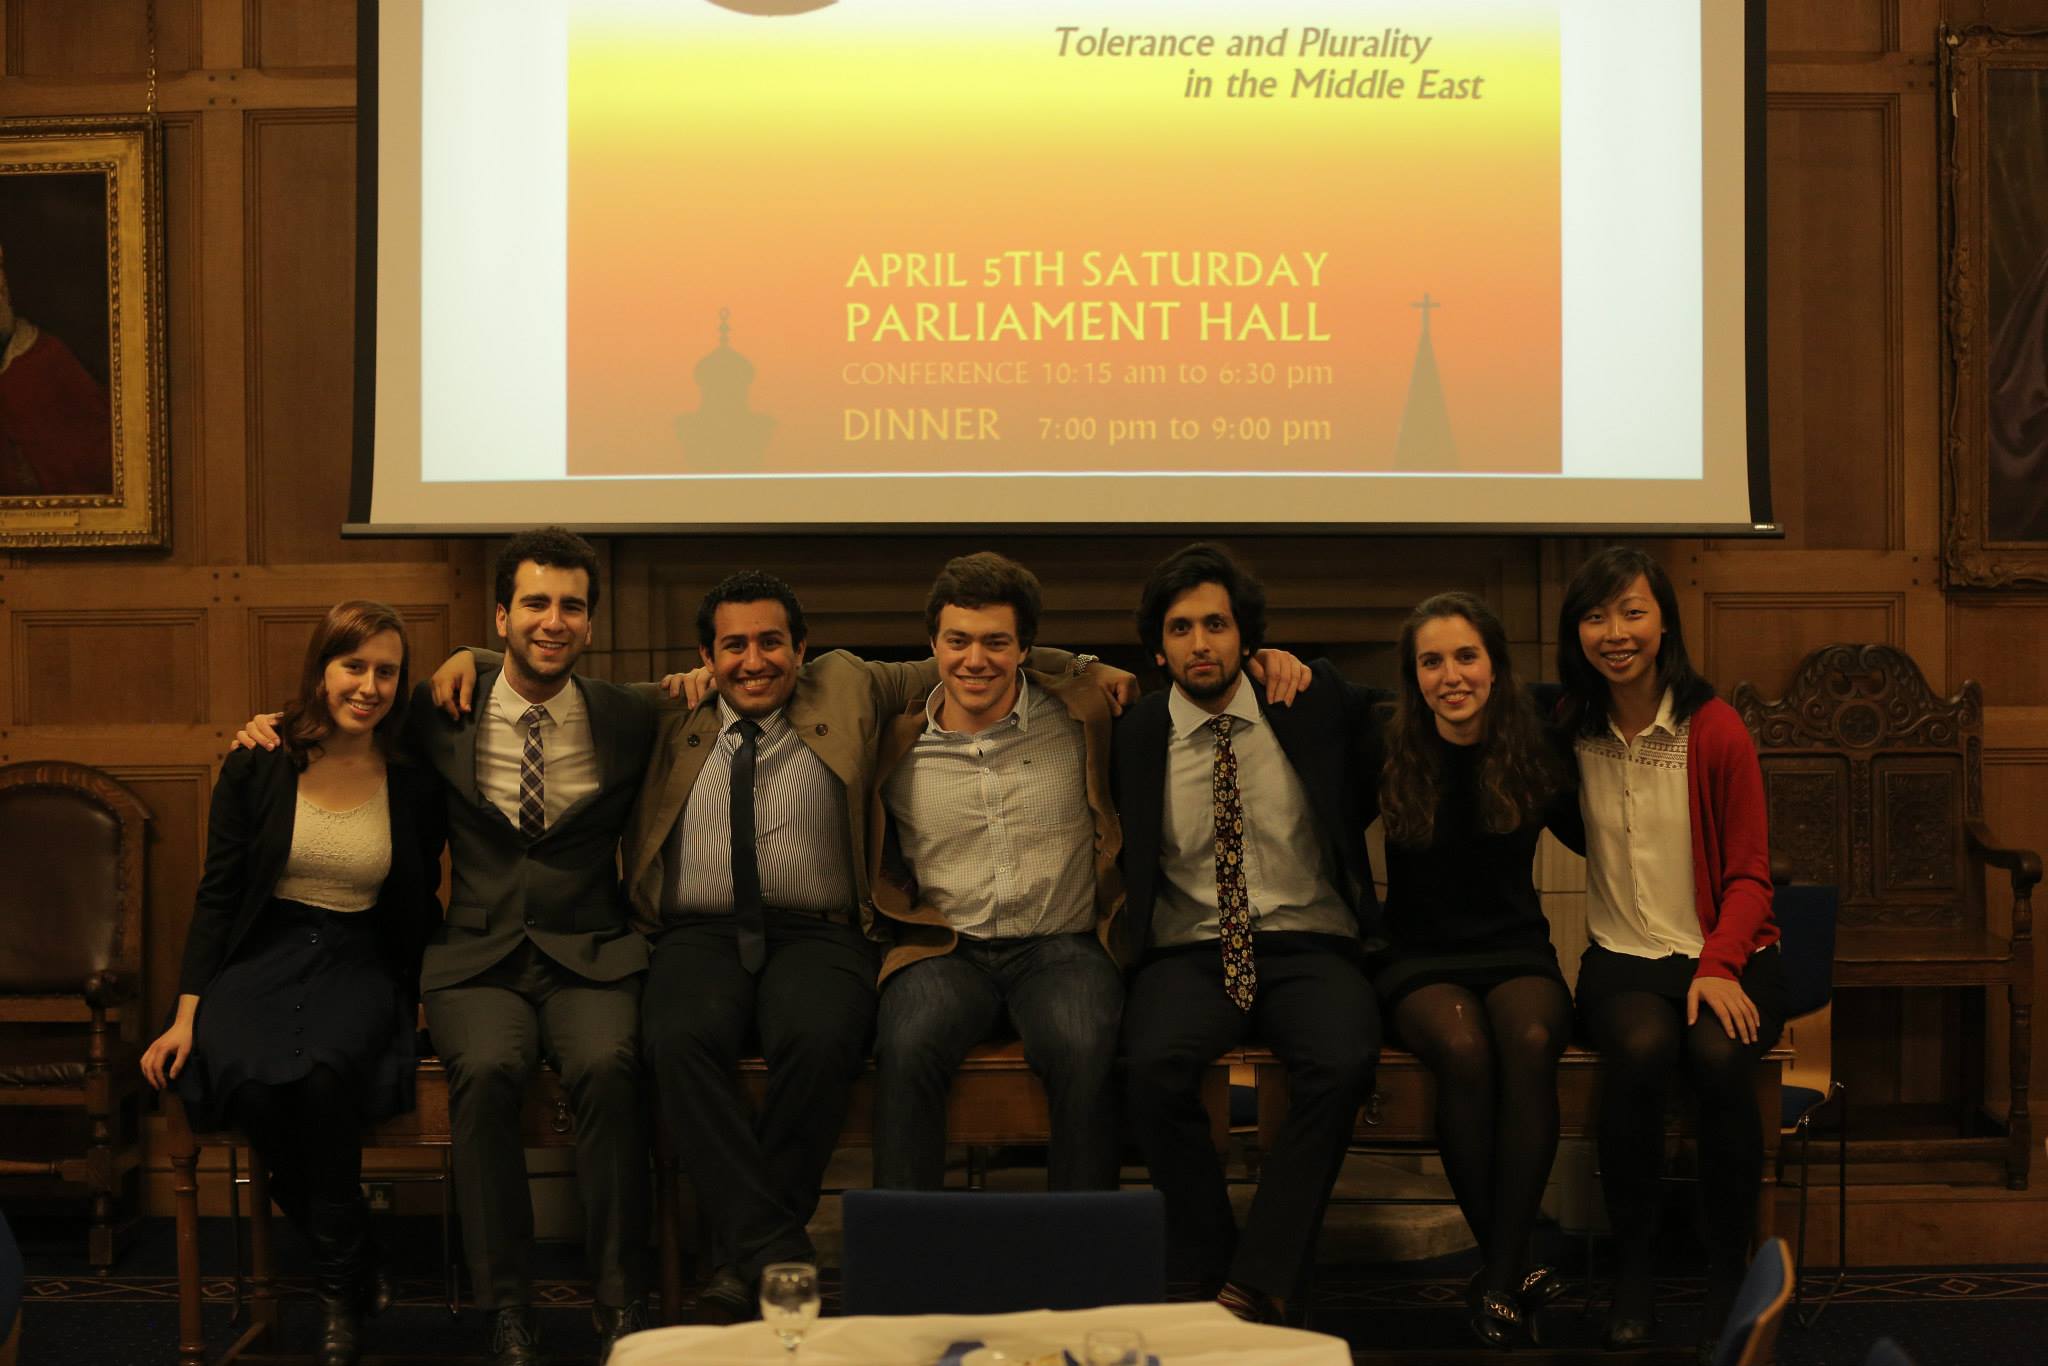 Tolerance and Plurality
in the Middle East
APRIL 5TH SATURDAY
PARLIAMENT HALL
CONFERENCE 10:15 am to 6:30 pm
DINNER 7:00 pm to 9:00 pm